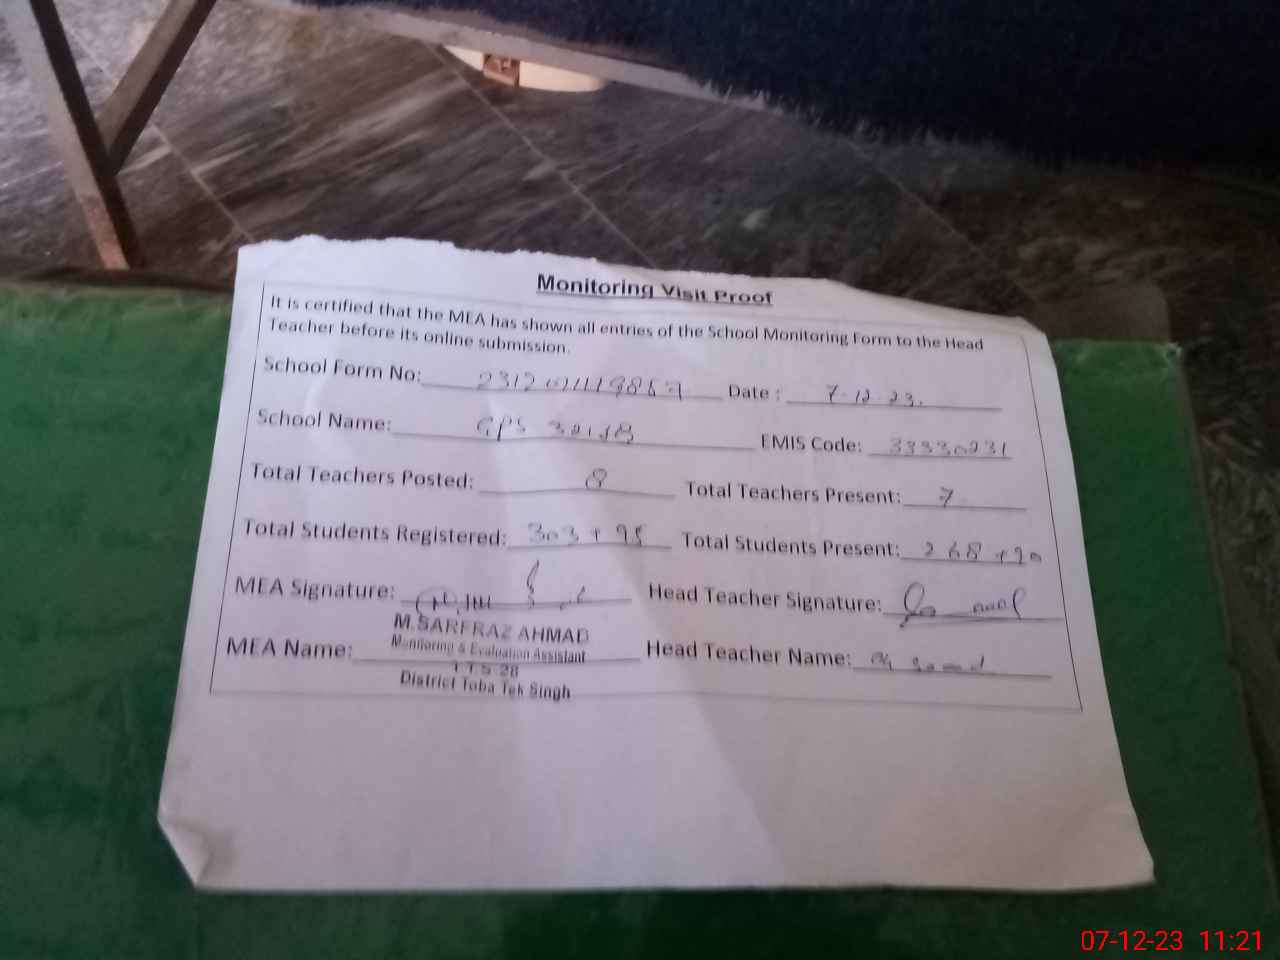 Monitoring Visit Proof
It is certified that the MEA has shown all entries of the School Monitoring Form to the Head
Teacher before its online submission.
School Form No: Date : 7.12.23.
School Name: GPS EMIS Code: 33330231
Total Teachers Posted: 8 Total Teachers Present: 7
Total Students Registered: 303+95 Total Students Present: 268+90
MEA Signature: Head Teacher Signature:
M.SARFRAZ AHMAD
Monitoring & Evaluation Assistant
MEA Name: Head Teacher Name:
T.T.S 28
District Toba Tek Singh
07-12-23 11:21